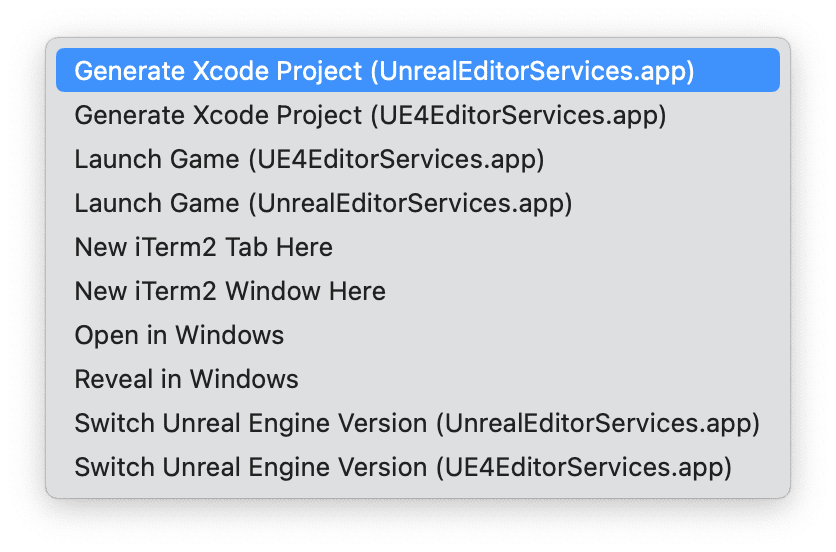 Generate Xcode Project (UnrealEditorServices.app)
Generate Xcode Project (UE4EditorServices.app)
Launch Game (UE4EditorServices.app)
Launch Game (UnrealEditorServices.app)
New iTerm2 Tab Here
New iTerm2 Window Here
Open in Windows
Reveal in Windows
Switch Unreal Engine Version (UnrealEditorServices.app)
Switch Unreal Engine Version (UE4EditorServices.app)